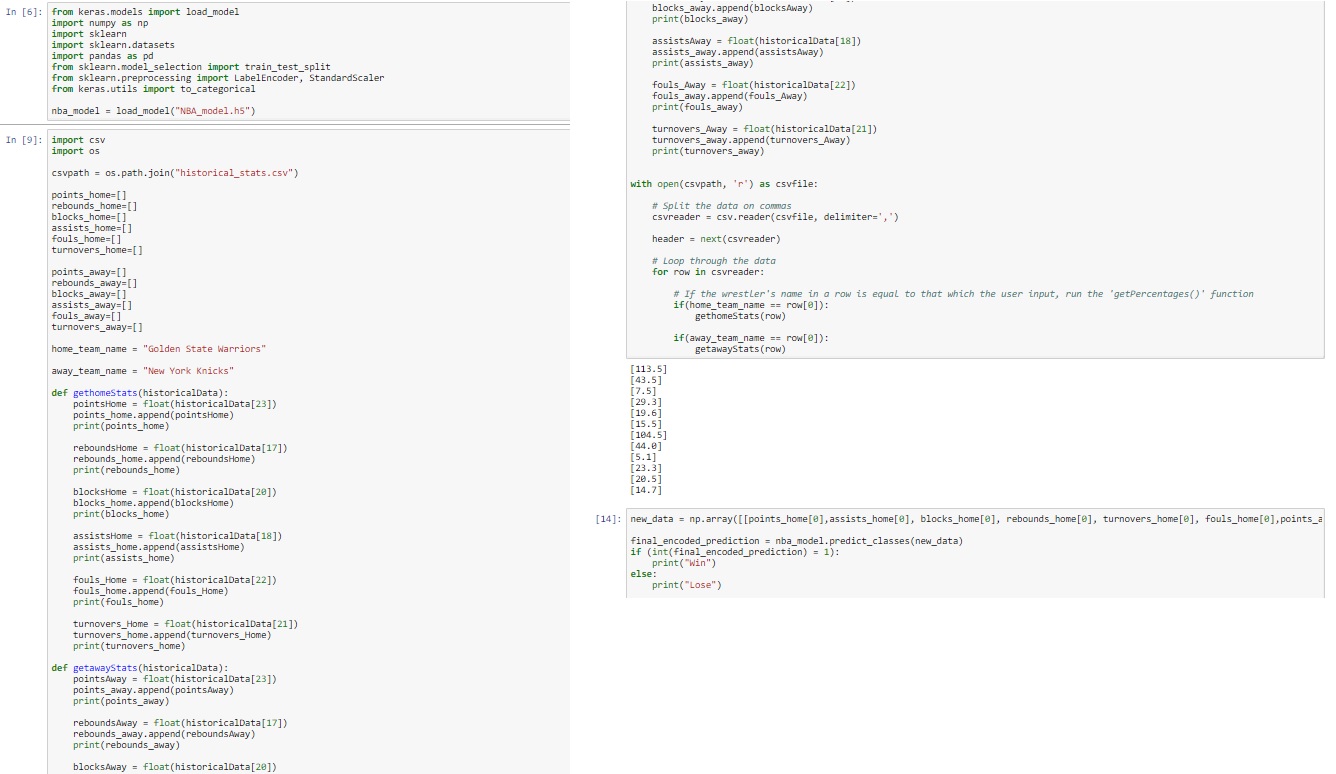 In [6]:
from keras.models import load_model
import numpy as np
import sklearn
import sklearn.datasets
import pandas as pd
from sklearn.model_selection import train_test_split
from sklearn.preprocessing import LabelEncoder, StandardScaler
from keras.utils import to_categorical
nba_model = load_model("NBA_model.h5")
In [9]:
import csv
import os
csvpath = os.path.join("historical_stats.csv")
points_home=[]
rebounds_home=[]
blocks_home=[]
assists_home=[]
fouls_home=[]
turnovers_home=[]
points_away=[]
rebounds_away=[]
blocks_away=[]
assists_away=[]
fouls_away=[]
turnovers_away=[]
home_team_name = "Golden State Warriors"
away_team_name = "New York Knicks"
def gethomeStats(historicalData):
    pointsHome = float(historicalData[23])
    points_home.append(pointsHome)
    print(points_home)
    reboundsHome = float(historicalData[17])
    rebounds_home.append(reboundsHome)
    print(rebounds_home)
    blocksHome = float(historicalData[20])
    blocks_home.append(blocksHome)
    print(blocks_home)
    assistsHome = float(historicalData[18])
    assists_home.append(assistsHome)
    print(assists_home)
    fouls_Home = float(historicalData[22])
    fouls_home.append(fouls_Home)
    print(fouls_home)
    turnovers_Home = float(historicalData[21])
    turnovers_home.append(turnovers_Home)
    print(turnovers_home)
def getawayStats(historicalData):
    pointsAway = float(historicalData[23])
    points_away.append(pointsAway)
    print(points_away)
    reboundsAway = float(historicalData[17])
    rebounds_away.append(reboundsAway)
    print(rebounds_away)
    blocksAway = float(historicalData[20])
    blocks_away.append(blocksAway)
    print(blocks_away)
    assistsAway = float(historicalData[18])
    assists_away.append(assistsAway)
    print(assists_away)
    fouls_Away = float(historicalData[22])
    fouls_away.append(fouls_Away)
    print(fouls_away)
    turnovers_Away = float(historicalData[21])
    turnovers_away.append(turnovers_Away)
    print(turnovers_away)
with open(csvpath, 'r') as csvfile:
    # Split the data on commas
    csvreader = csv.reader(csvfile, delimiter=',')
    header = next(csvreader)
    # Loop through the data
    for row in csvreader:
        # If the wrestler's name in a row is equal to that which the user input, run the 'getPercentages()' function
        if(home_team_name == row[0]):
            gethomeStats(row)
        if(away_team_name == row[0]):
            getawayStats(row)
[113.5]
[43.5]
[7.5]
[29.3]
[19.6]
[15.5]
[104.5]
[44.0]
[5.1]
[23.3]
[20.5]
[14.7]
[14]:
new_data = np.array([[points_home[0],assists_home[0], blocks_home[0], rebounds_home[0], turnovers_home[0], fouls_home[0],points_a
final_encoded_prediction = nba_model.predict_classes(new_data)
if (int(final_encoded_prediction) = 1):
    print("Win")
else:
    print("Lose")